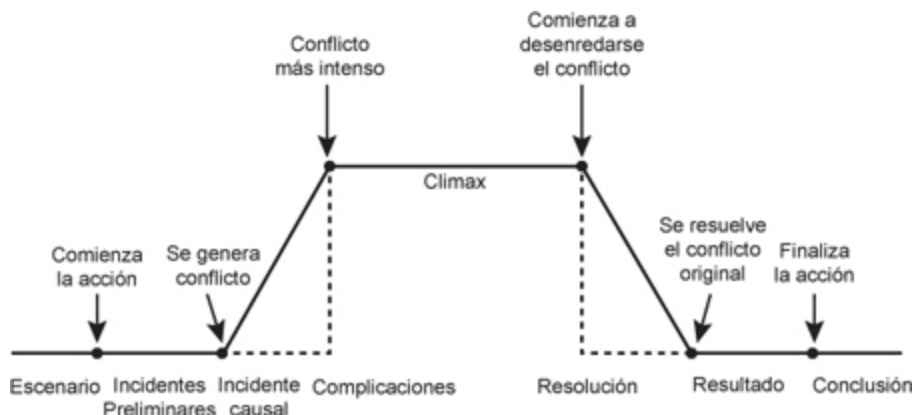 Conflicto
más intenso
Comienza a
desenredarse
el conflicto
Climax
Comienza
la acción
Se genera
conflicto
Se resuelve
el conflicto
original
Finaliza
la acción
Escenario
Incidentes
Preliminares
Incidente
causal
Complicaciones
Resolución
Resultado
Conclusión